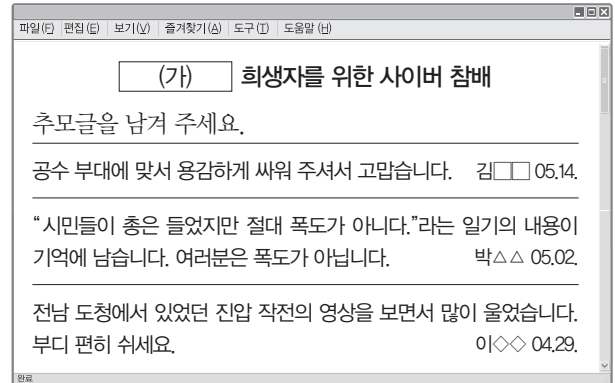 파일(F) 편집(E) 보기(V) 즐겨찾기(A) 도구(T) 도움말(H)
(가) 희생자를 위한 사이버 참배
추모글을 남겨 주세요.
공수 부대에 맞서 용감하게 싸워 주셔서 고맙습니다. 김□□ 05.14.
“시민들이 총은 들었지만 절대 폭도가 아니다.”라는 일기의 내용이
기억에 남습니다. 여러분은 폭도가 아닙니다. 박△△ 05.02.
전남 도청에서 있었던 진압 작전의 영상을 보면서 많이 울었습니다.
부디 편히 쉬세요. 이◇◇ 04.29.
완료